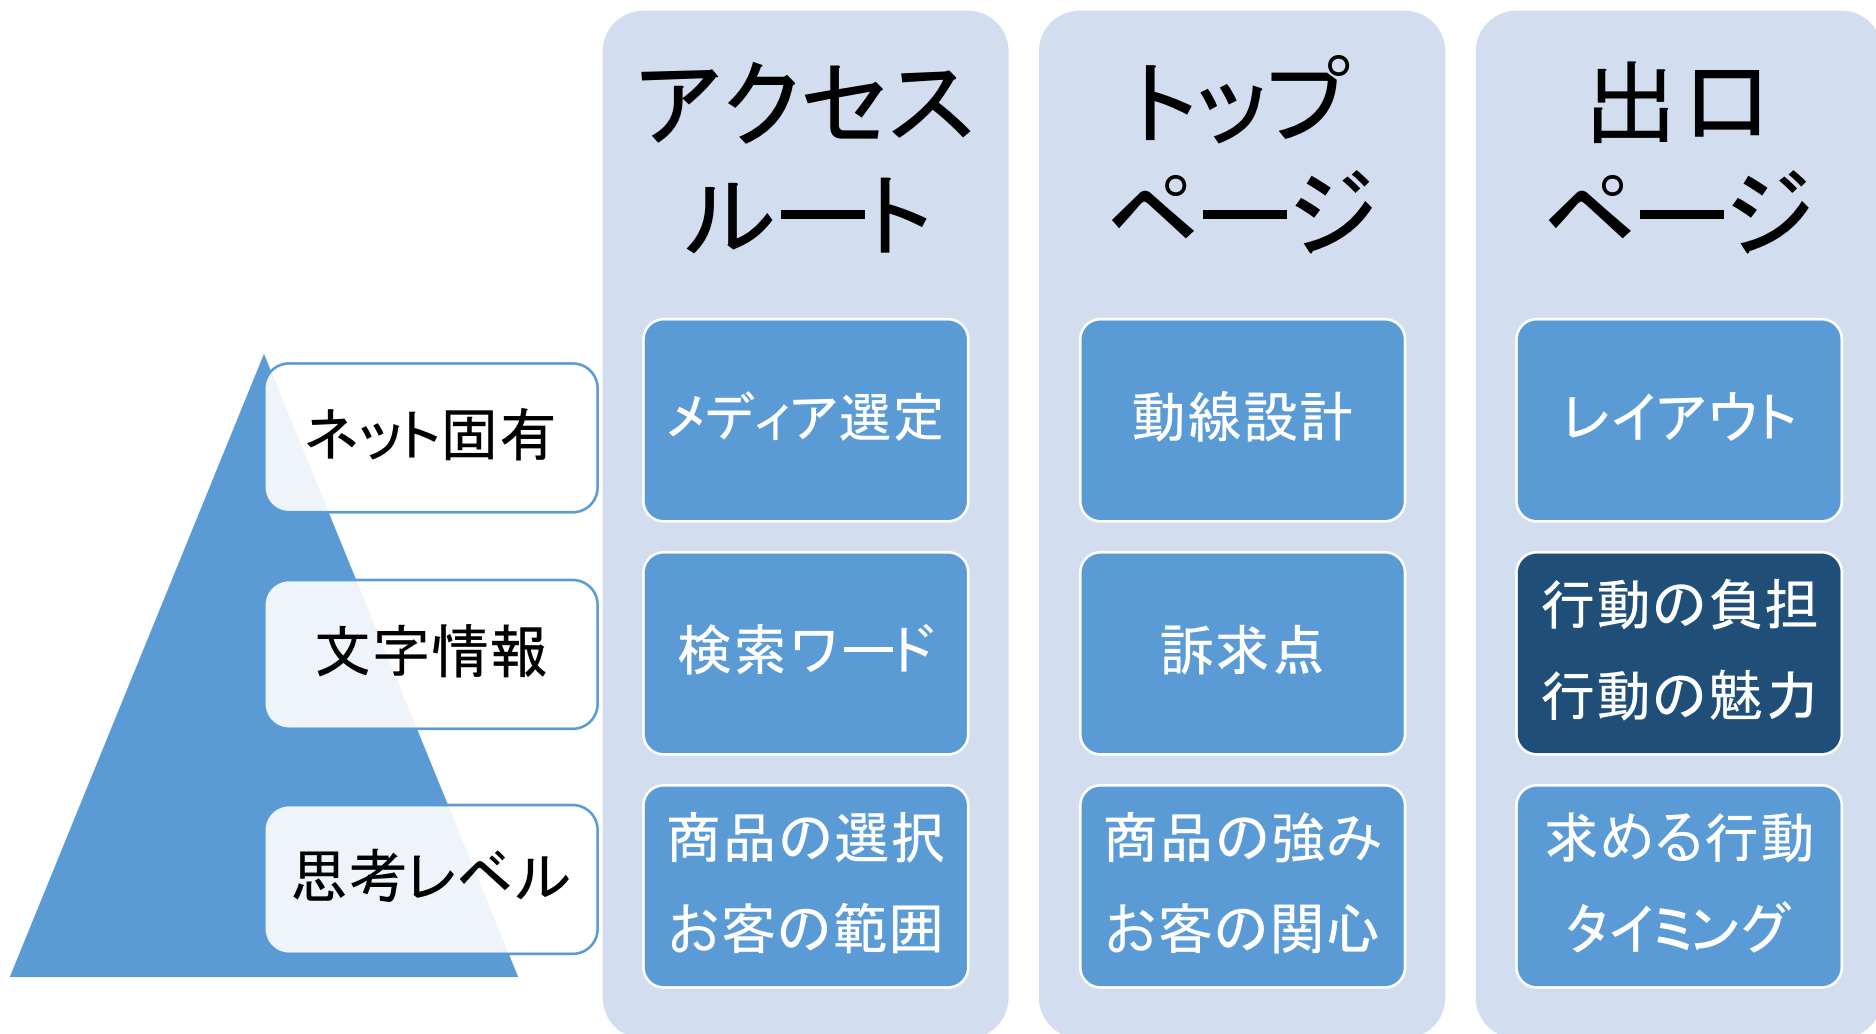 アクセス
ルート
トップ
ページ
出口
ページ
ネット固有
メディア選定
動線設計
レイアウト
文字情報
検索ワード
訴求点
行動の負担
行動の魅力
思考レベル
商品の選択
お客の範囲
商品の強み
お客の関心
求める行動
タイミング